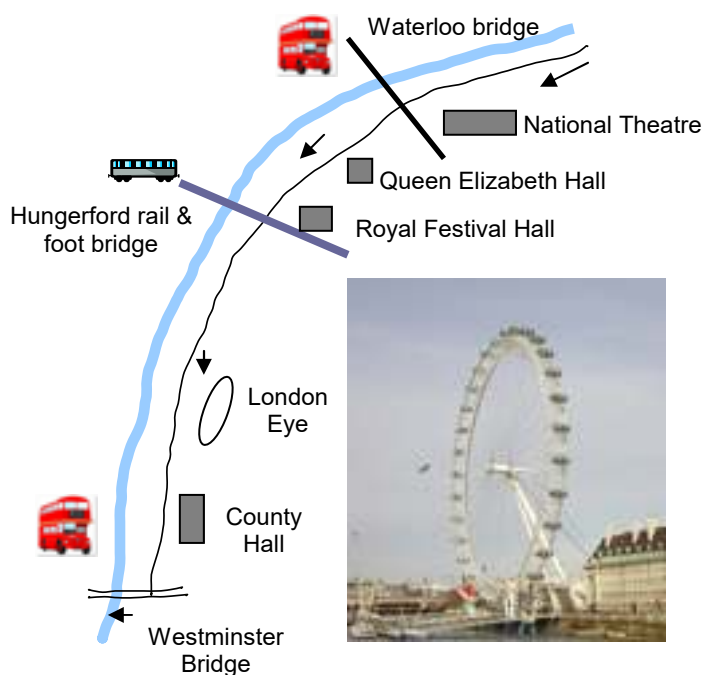 Waterloo bridge
National Theatre
Queen Elizabeth Hall
Hungerford rail &
foot bridge
Royal Festival Hall
London
Eye
County
Hall
Westminster
Bridge